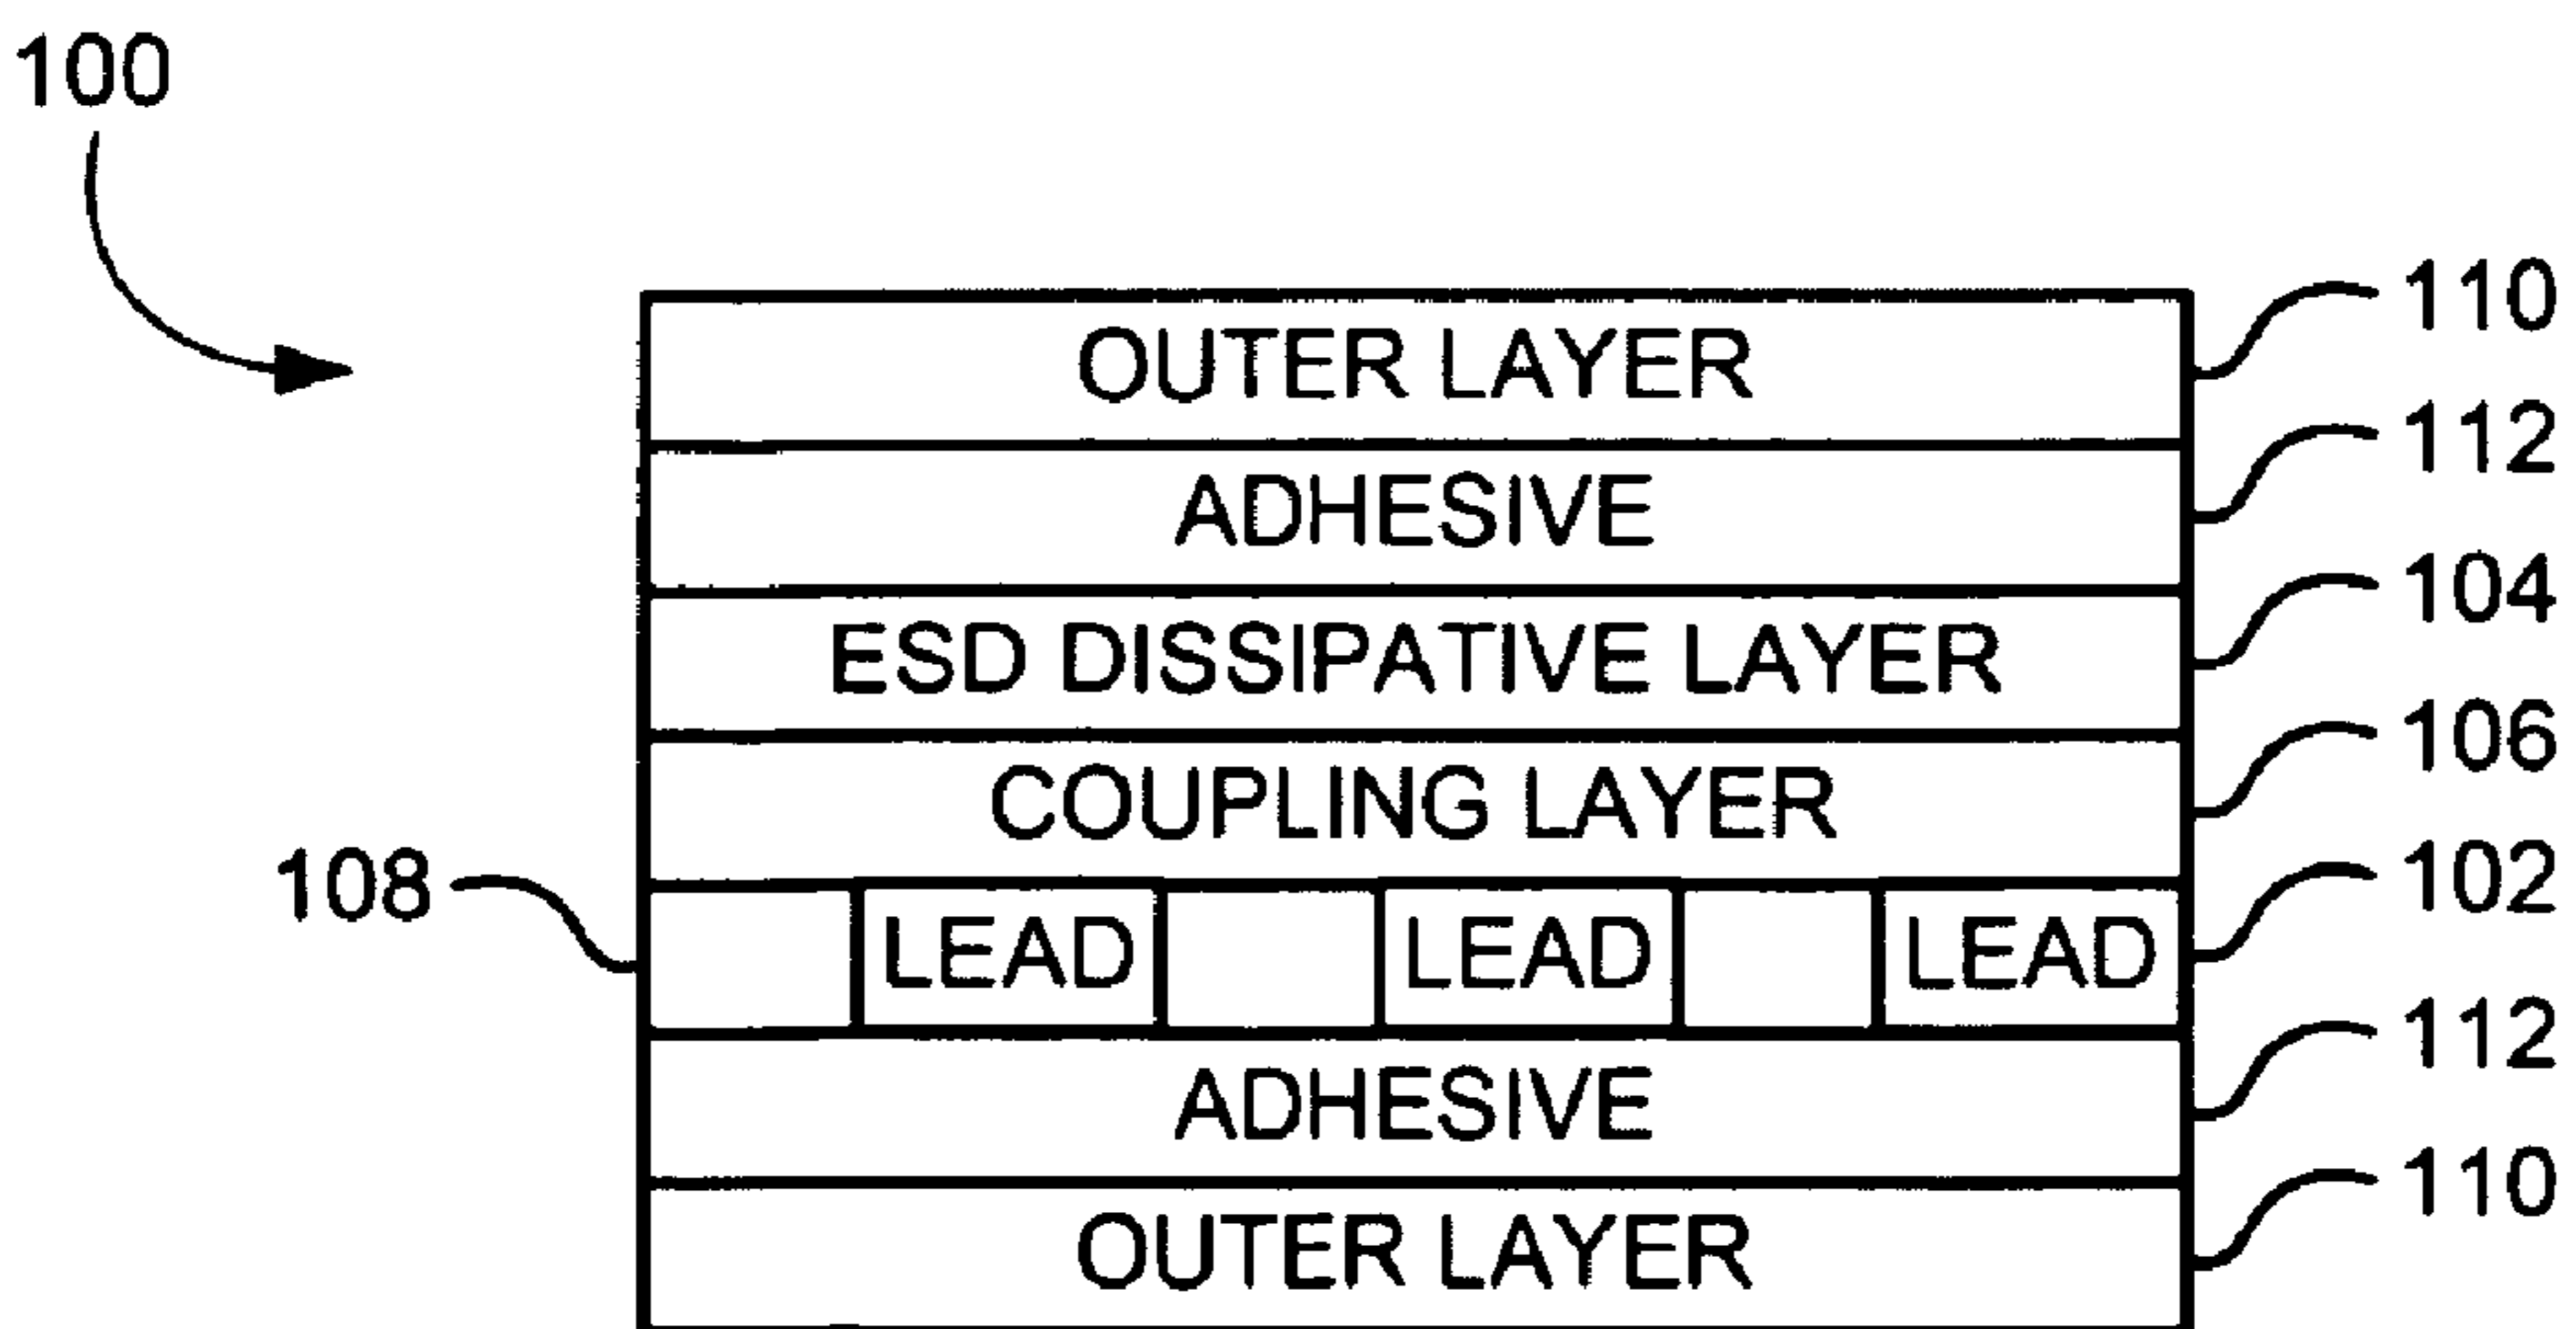 100
OUTER LAYER 110
ADHESIVE 112
ESD DISSIPATIVE LAYER 104
COUPLING LAYER 106
108 LEAD LEAD LEAD 102
ADHESIVE 112
OUTER LAYER 110